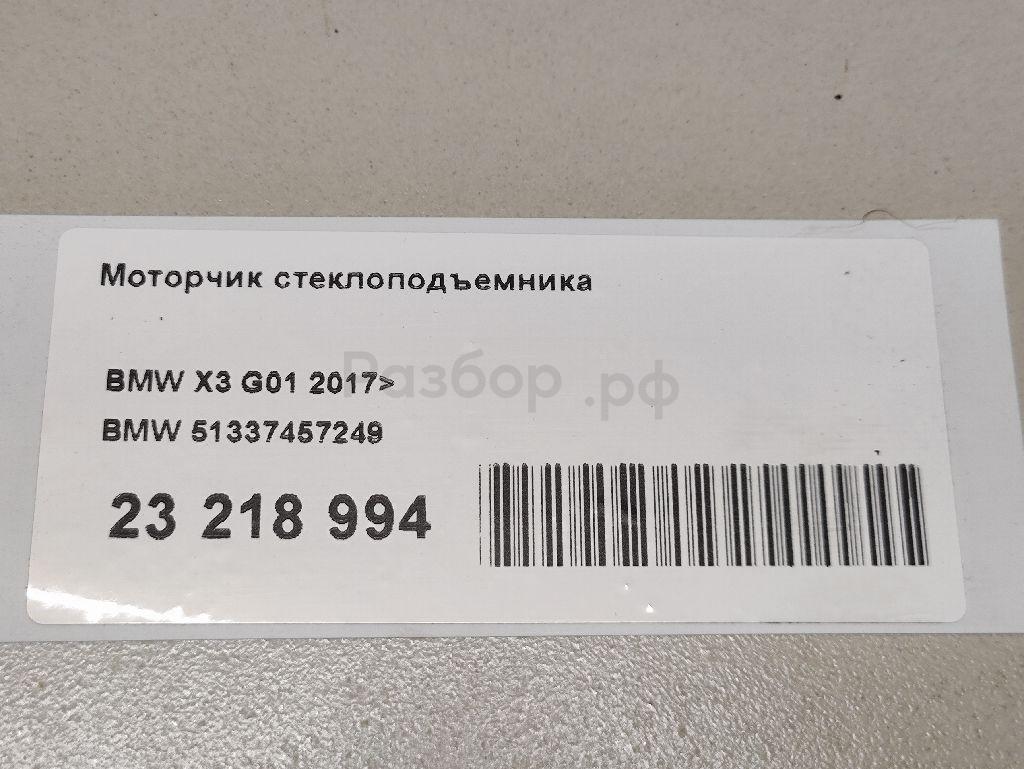 Моторчик стеклоподъемника
BMW X3 G01 2017>
Разбор.рф
BMW 51337457249
23 218 994